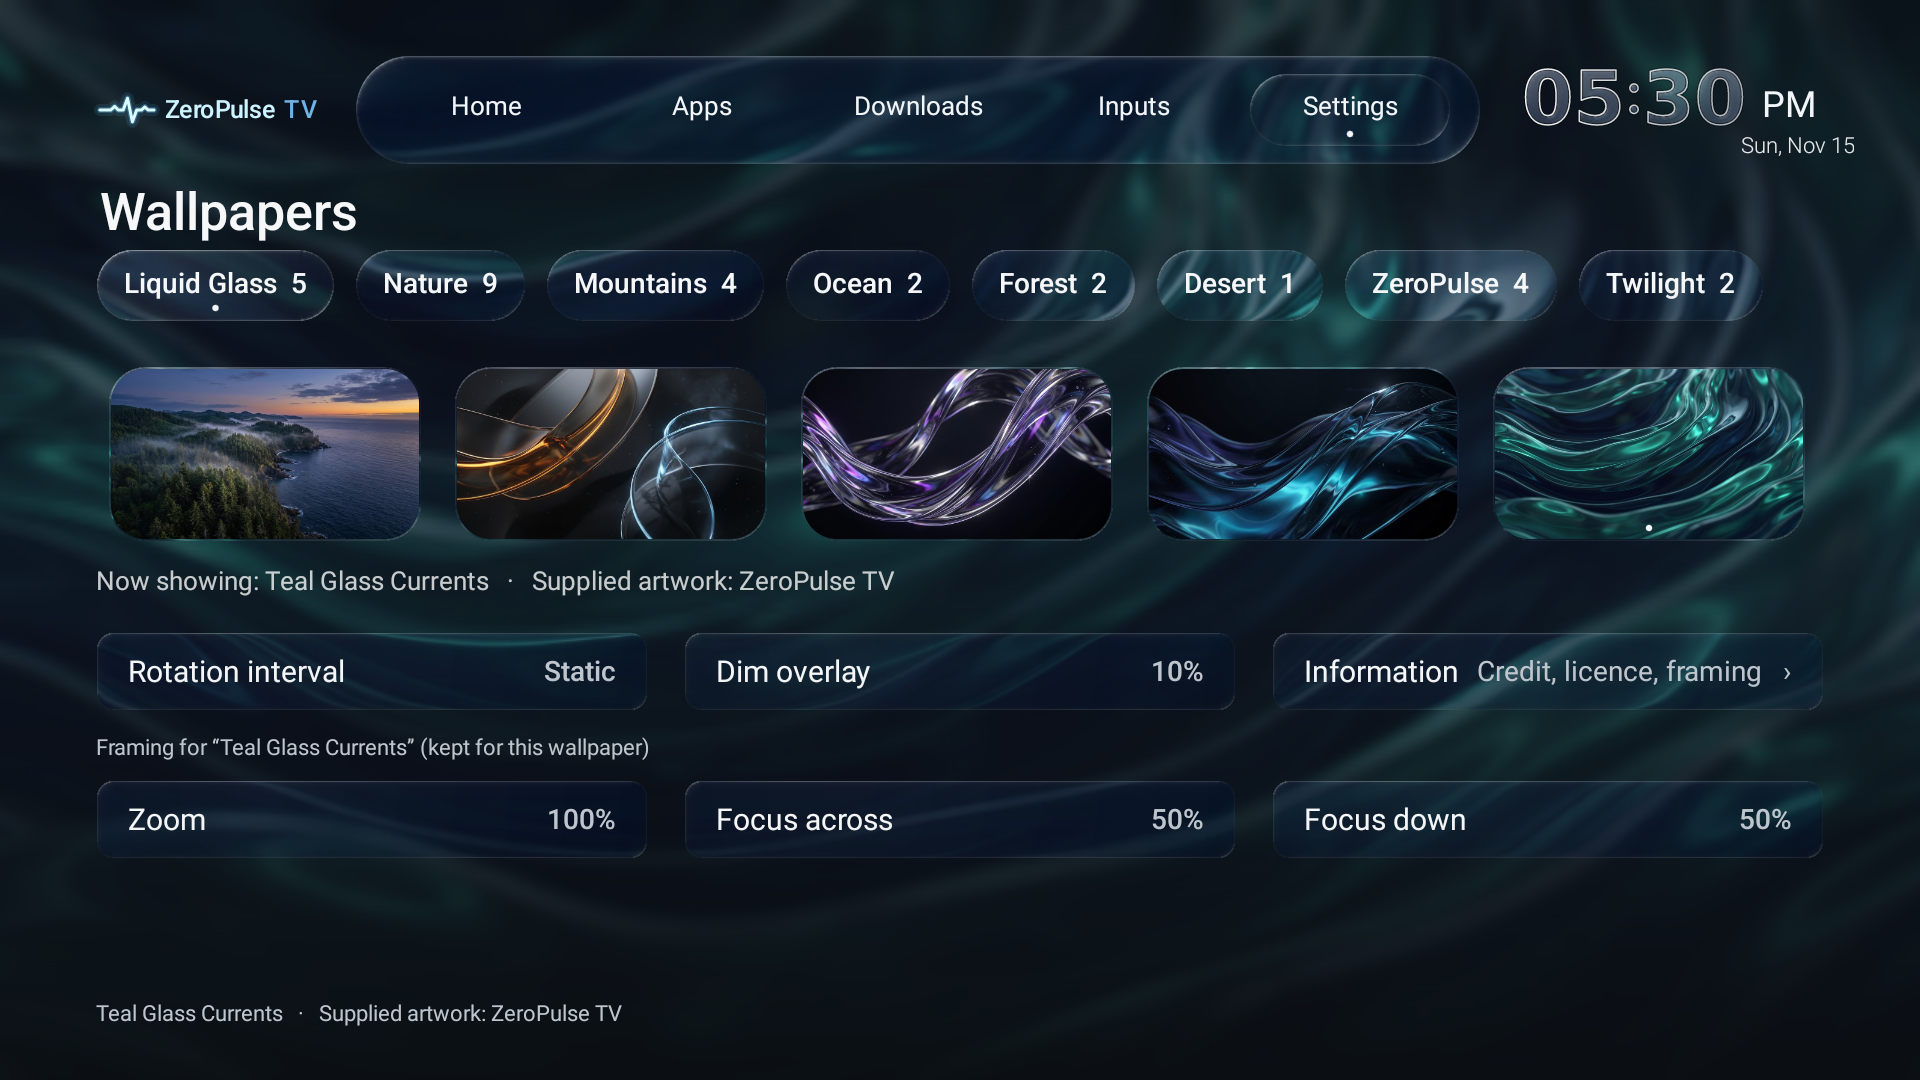 ZeroPulse TV
Home
Apps
Downloads
Inputs
Settings
05:30 PM
Sun, Nov 15
Wallpapers
Liquid Glass 5
Nature 9
Mountains 4
Ocean 2
Forest 2
Desert 1
ZeroPulse 4
Twilight 2
Now showing: Teal Glass Currents · Supplied artwork: ZeroPulse TV
Rotation interval Static
Dim overlay 10%
Information Credit, licence, framing ›
Framing for “Teal Glass Currents” (kept for this wallpaper)
Zoom 100%
Focus across 50%
Focus down 50%
Teal Glass Currents · Supplied artwork: ZeroPulse TV